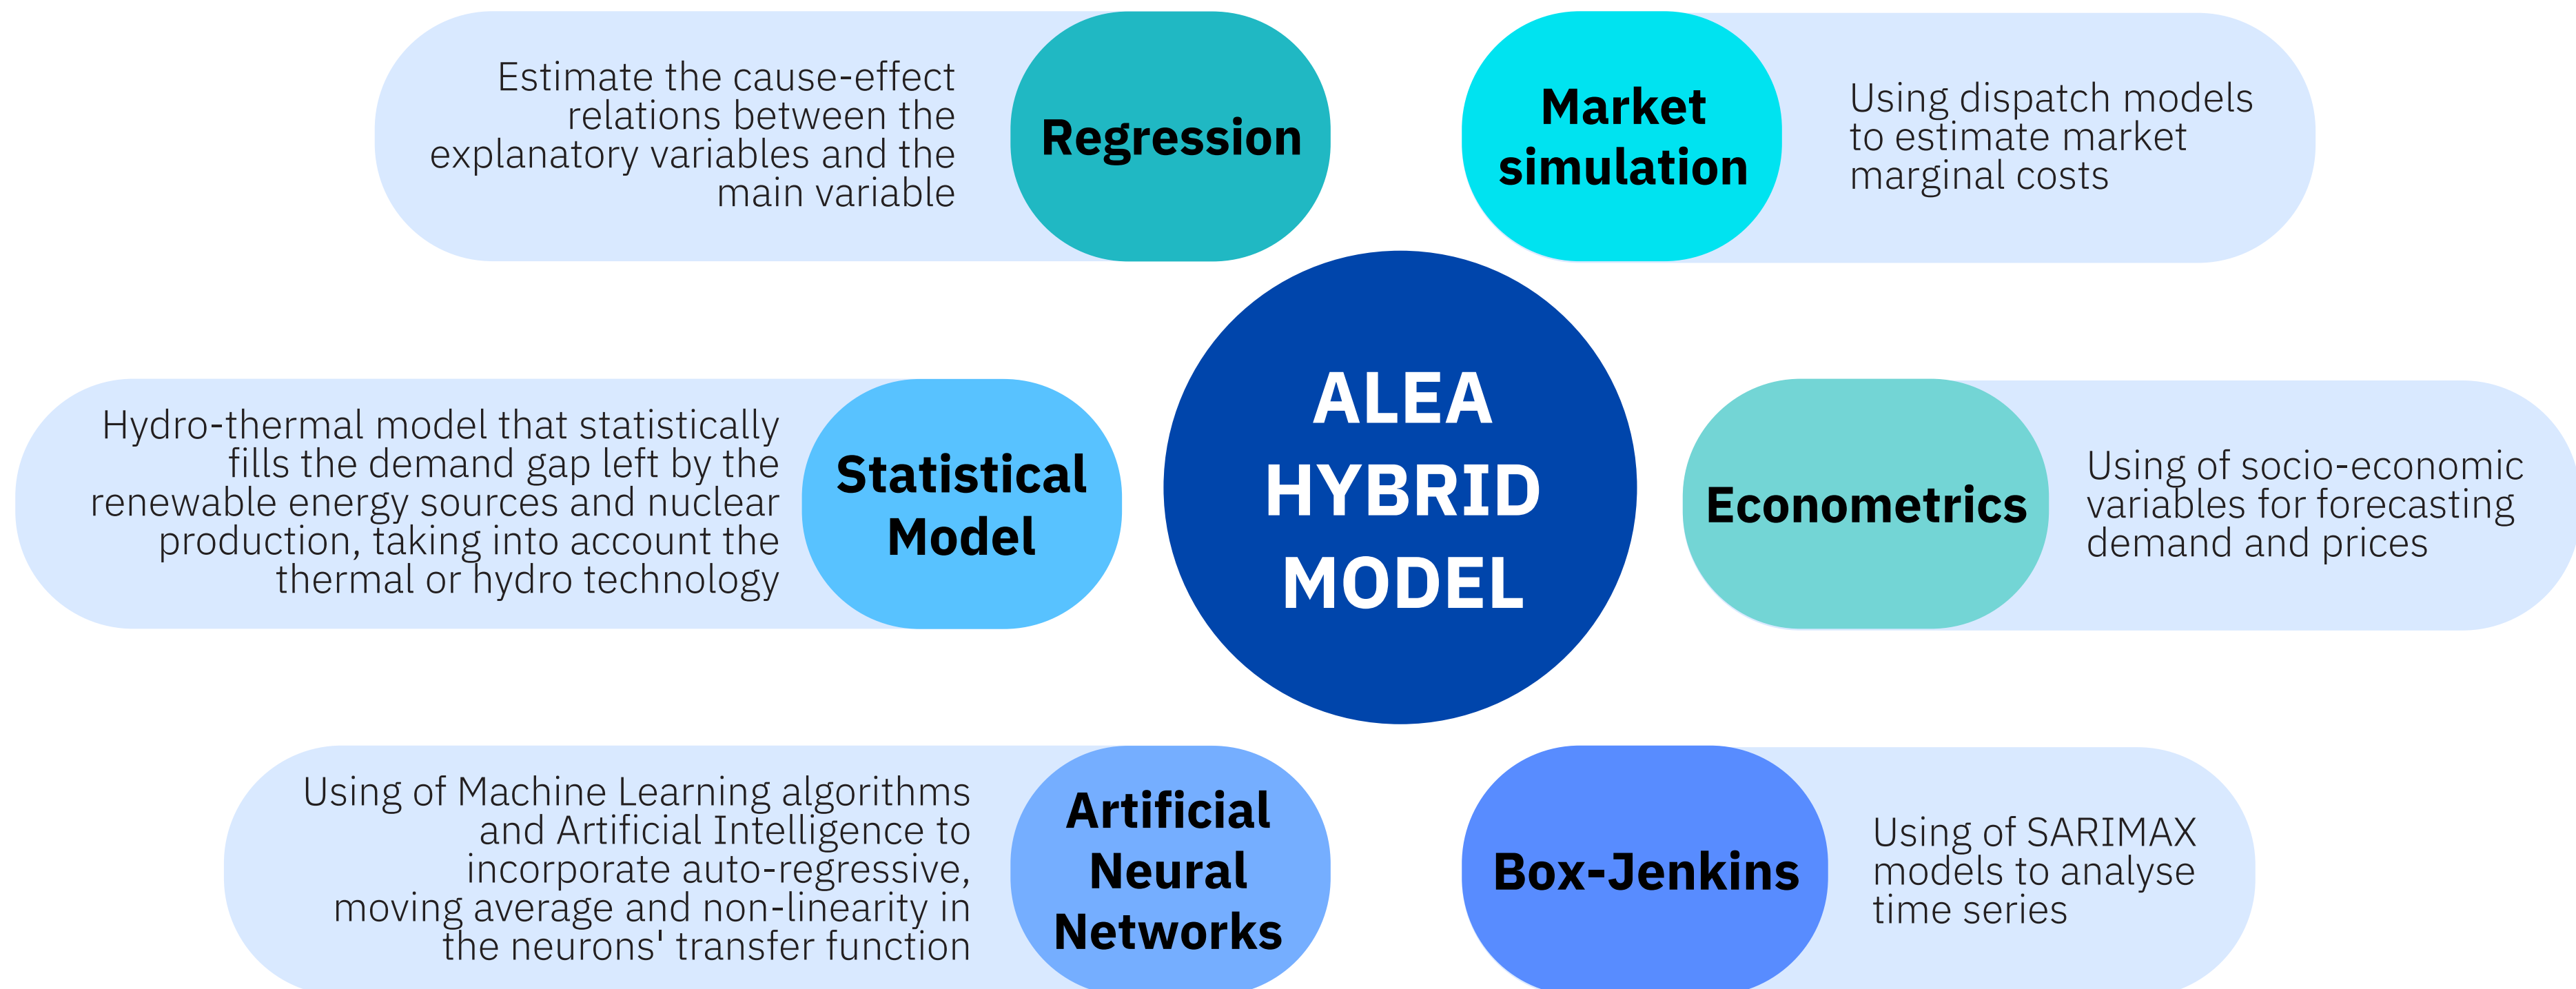 Estimate the cause-effect
relations between the
explanatory variables and the
main variable
Regression
Market
simulation
Using dispatch models
to estimate market
marginal costs
Hydro-thermal model that statistically
fills the demand gap left by the
renewable energy sources and nuclear
production, taking into account the
thermal or hydro technology
Statistical
Model
ALEA
HYBRID
MODEL
Econometrics
Using of socio-economic
variables for forecasting
demand and prices
Using of Machine Learning algorithms
and Artificial Intelligence to
incorporate auto-regressive,
moving average and non-linearity in
the neurons' transfer function
Artificial
Neural
Networks
Box-Jenkins
Using of SARIMAX
models to analyse
time series